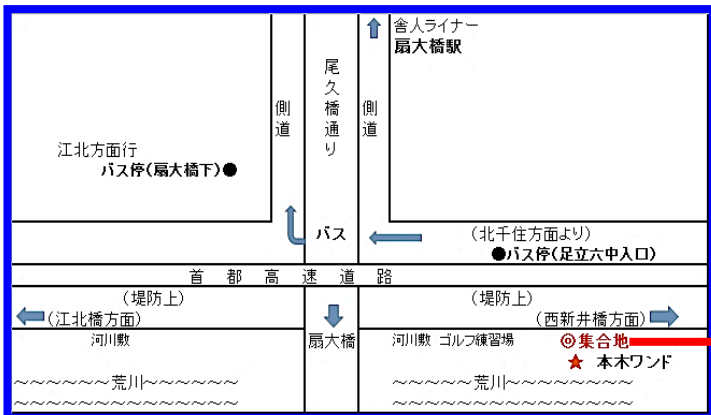 舎人ライナー
扇大橋駅
尾久橋通り
側道
側道
江北方面行
バス停(扇大橋下)●
バス
(北千住方面より)
●バス停(足立六中入口)
首都高速道路
(堤防上)
(堤防上)
(江北橋方面)
(西新井橋方面)
河川敷
扇大橋
河川敷 ゴルフ練習場
◎集合地
★ 本木ワンド
~~~~~~荒川~~~~~~
~~~~~~荒川~~~~~~~~
~~~~~~~~~~~~~~
~~~~~~~~~~~~~~~